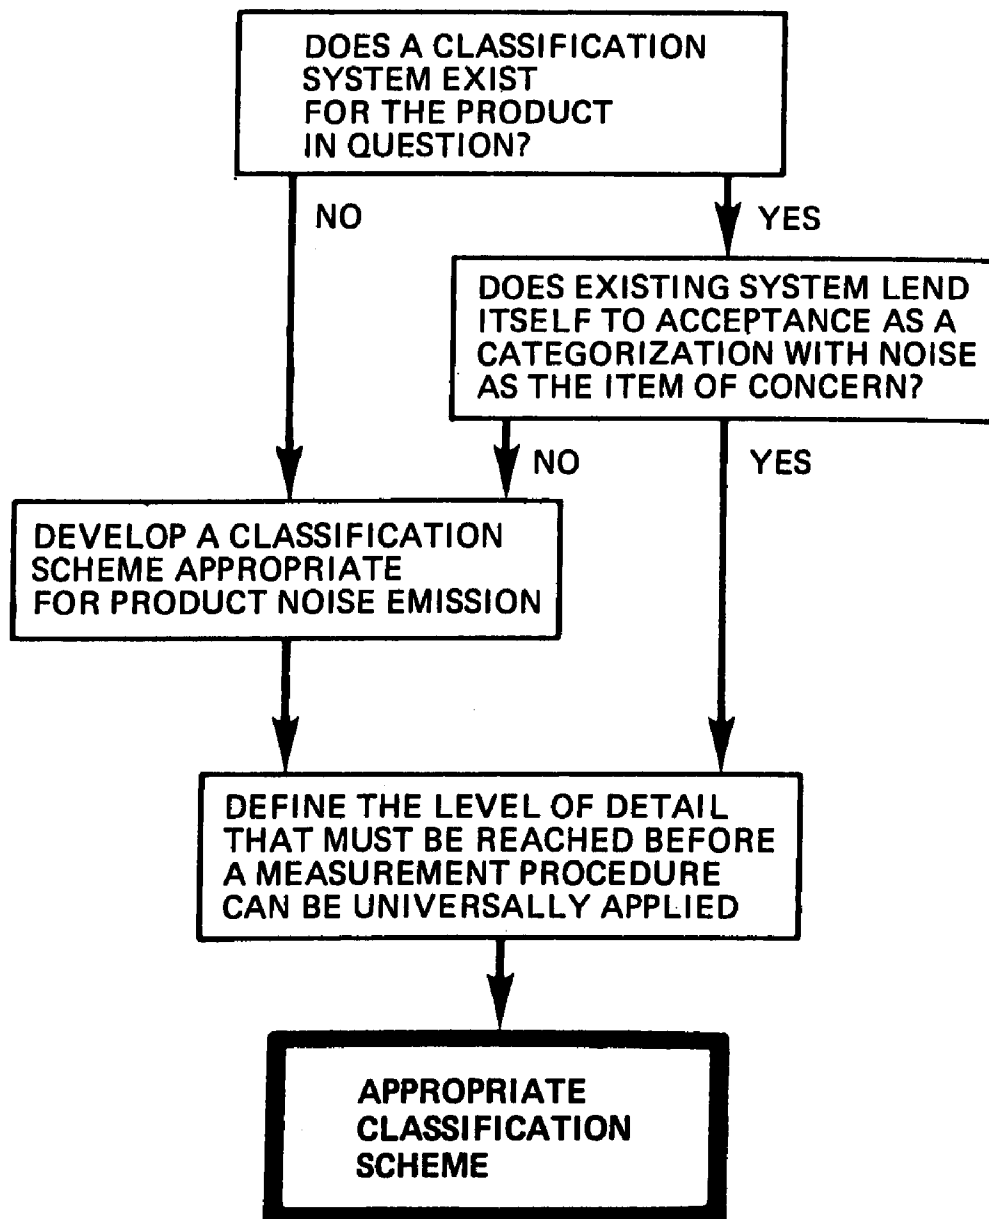 DOES A CLASSIFICATION
SYSTEM EXIST
FOR THE PRODUCT
IN QUESTION?
NO
YES
DOES EXISTING SYSTEM LEND
ITSELF TO ACCEPTANCE AS A
CATEGORIZATION WITH NOISE
AS THE ITEM OF CONCERN?
NO
YES
DEVELOP A CLASSIFICATION
SCHEME APPROPRIATE
FOR PRODUCT NOISE EMISSION
DEFINE THE LEVEL OF DETAIL
THAT MUST BE REACHED BEFORE
A MEASUREMENT PROCEDURE
CAN BE UNIVERSALLY APPLIED
APPROPRIATE
CLASSIFICATION
SCHEME